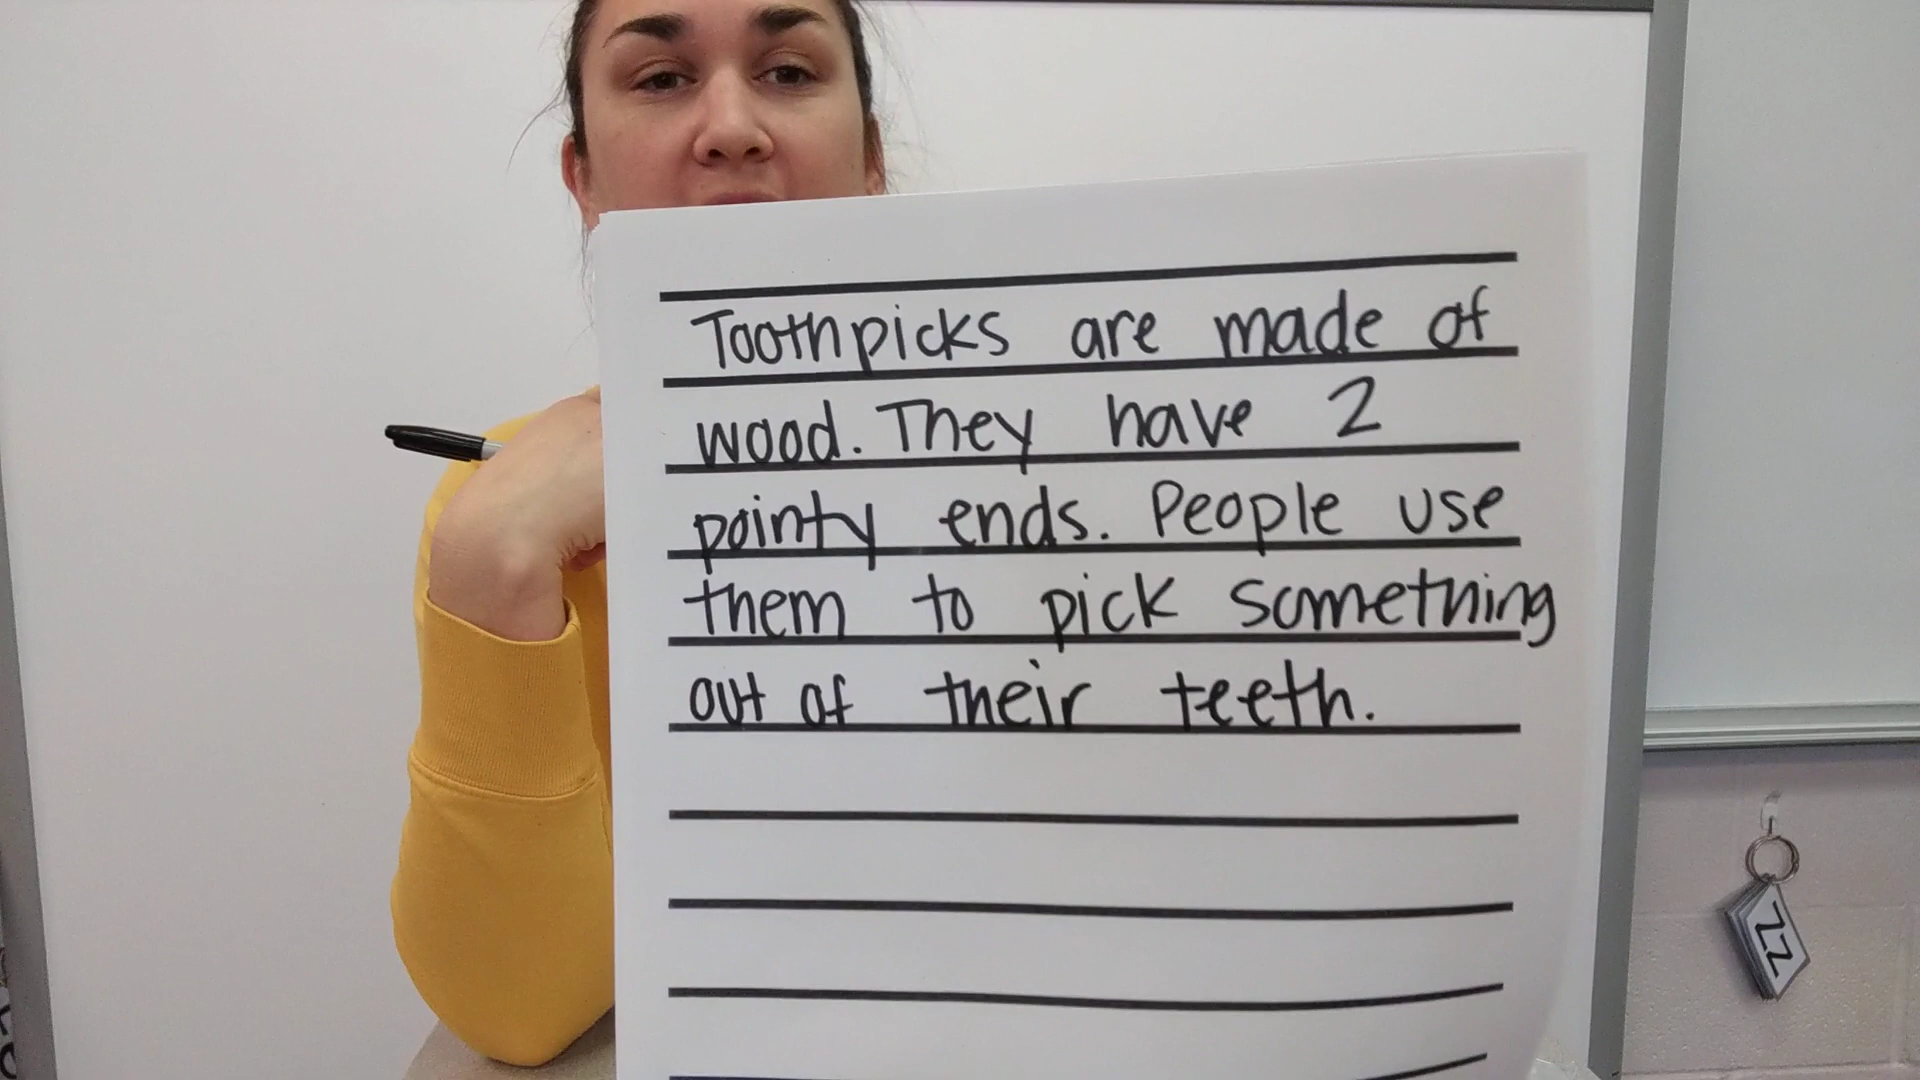 Toothpicks are made of
wood. They have 2
pointy ends. People use
them to pick something
out of their teeth.
ZZ